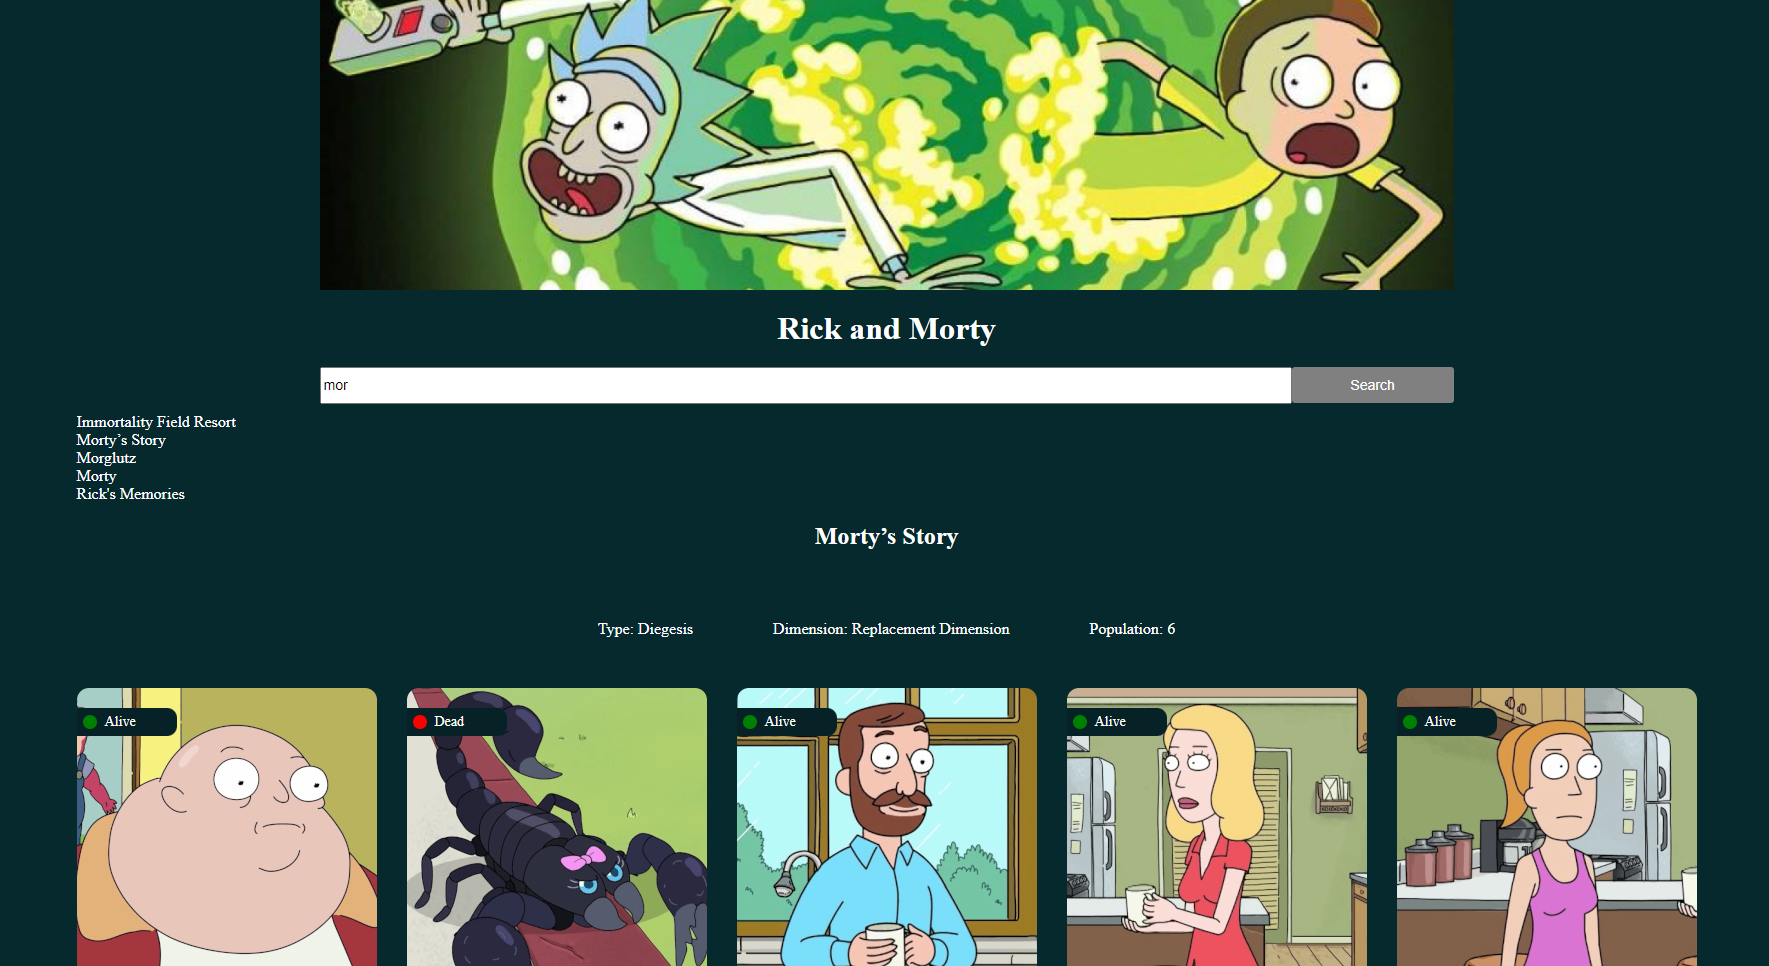 Rick and Morty
mor
Search
Immortality Field Resort
Morty’s Story
Morglutz
Morty
Rick's Memories
Morty’s Story
Type: Diegesis Dimension: Replacement Dimension Population: 6
Alive Dead Alive Alive Alive